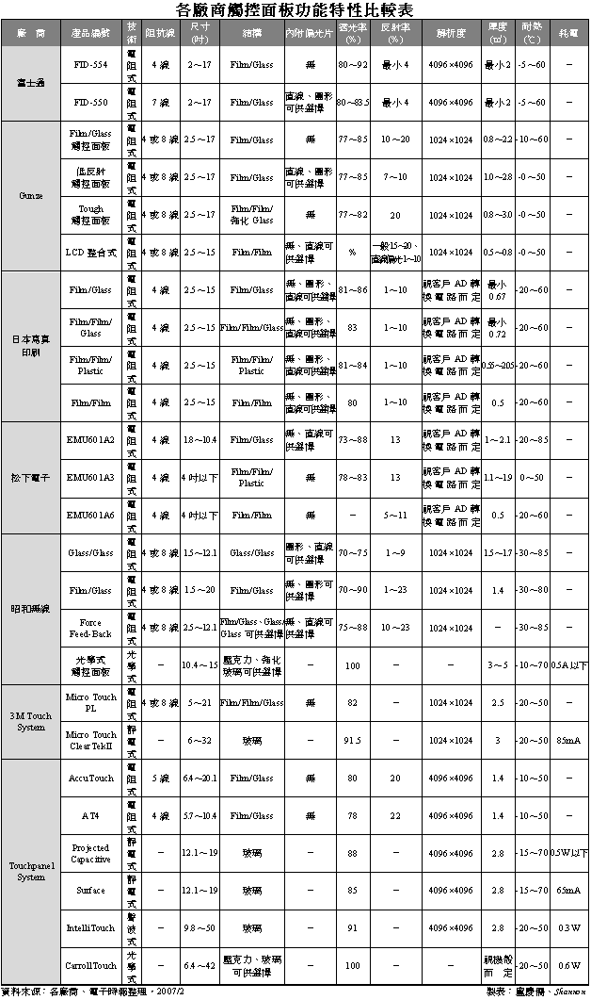 各廠商觸控面板功能特性比較表
廠商 產品編號 技術 阻抗線 尺寸(吋) 結構 內附偏光片 透光率(%) 反射率(%) 解析度 厚度(㎡) 耐熱(℃) 耗電
富士通
FID-554 電阻式 4 線 2~17 Film/Glass 無 80~92 最小 4 4096×4096 最小 2 -5~60 －
FID-550 電阻式 7 線 2~17 Film/Glass 直線、圓形可供選擇 80~83.5 最小 4 4096×4096 最小 2 -5~60 －
Gunze
Film/Glass 觸控面板 電阻式 4 或 8 線 2.5~17 Film/Glass 無 77~85 10~20 1024×1024 0.8~2.2 -10~60 －
低反射觸控面板 電阻式 4 或 8 線 2.5~17 Film/Glass 直線、圓形可供選擇 77~85 7~10 1024×1024 1.0~2.8 -0~50 －
Tough 觸控面板 電阻式 4 或 8 線 2.5~17 Film/Film/強化 Glass 無 77~82 20 1024×1024 0.8~3.0 -0~50 －
LCD 整合式 電阻式 4 或 8 線 2.5~15 Film/Film 無、直線可供選擇 % 一般15~20、直線偏光1~10 1024×1024 0.5~0.8 -0~50 －
日本寫真印刷
Film/Glass 電阻式 4 線 2.5~15 Film/Glass 無、圓形、直線可供選擇 81~86 1~10 視客戶 AD 轉換電路而定 最小 0.67 -20~60 －
Film/Film/Glass 電阻式 4 線 2.5~15 Film/Film/Glass 無、圓形、直線可供選擇 83 1~10 視客戶 AD 轉換電路而定 最小 0.72 -20~60 －
Film/Film/Plastic 電阻式 4 線 2.5~15 Film/Film/Plastic 無、圓形、直線可供選擇 81~84 1~10 視客戶 AD 轉換電路而定 -20~60 －
Film/Film 電阻式 4 線 2.5~15 Film/Film 無、圓形、直線可供選擇 80 1~10 視客戶 AD 轉換電路而定 0.5 -20~60 －
松下電子
EMU601A2 電阻式 4 線 1.8~10.4 Film/Glass 無、直線可供選擇 73~88 13 視客戶 AD 轉換電路而定 1~2.1 -20~85 －
EMU601A3 電阻式 4 線 4 吋以下 Film/Film/Plastic 無 78~83 13 視客戶 AD 轉換電路而定 1.1~1.9 0~50 －
EMU601A6 電阻式 4 線 4 吋以下 Film/Film 無 － 5~11 視客戶 AD 轉換電路而定 0.5 -20~60 －
昭和無線
Glass/Glass 電阻式 4 或 8 線 1.5~12.1 Glass/Glass 圓形、直線可供選擇 70~75 1~9 1024×1024 1.5~1.7 -30~85 －
Film/Glass 電阻式 4 或 8 線 1.5~20 Film/Glass 無、圓形可供選擇 70~90 1~23 1024×1024 1.4 -30~80 －
Force Feed-Back 電阻式 4 或 8 線 2.5~12.1 Film/Glass、Glass/Glass 可供選擇 無、直線可供選擇 75~88 10~23 1024×1024 － -30~85 －
光學式觸控面板 光學式 － 10.4~15 壓克力、強化玻璃可供選擇 － 100 － － 3~5 -10~70 0.5A以下
3M Touch System
Micro Touch PL 電阻式 4 或 8 線 5~21 Film/Film/Glass 無 82 － 1024×1024 2.5 -20~50 －
Micro Touch ClearTekII 靜電式 － 6~32 玻璃 － 91.5 － 1024×1024 3 -20~50 85mA
Touchpanel System
AccuTouch 電阻式 5 線 6.4~20.1 Film/Glass 無 80 20 4096×4096 1.4 -10~50 －
AT4 電阻式 4 線 5.7~10.4 Film/Glass 無 78 22 4096×4096 1.4 -10~50 －
Projected Capacitive 靜電式 － 12.1~19 玻璃 － 88 － 4096×4096 2.8 -15~70 0.5W以下
Surface 靜電式 － 12.1~19 玻璃 － 85 － 4096×4096 2.8 -15~70 65mA
IntelliTouch 聲波式 － 9.8~50 玻璃 － 91 － 4096×4096 2.8 -20~50 0.3W
CarrollTouch 光學式 － 6.4~42 壓克力、玻璃可供選擇 － 100 － － 視機殼而定 -20~50 0.6W
資料來源：各廠商、電子時報整理，2007/2 製表：盧慶儒、Shannon